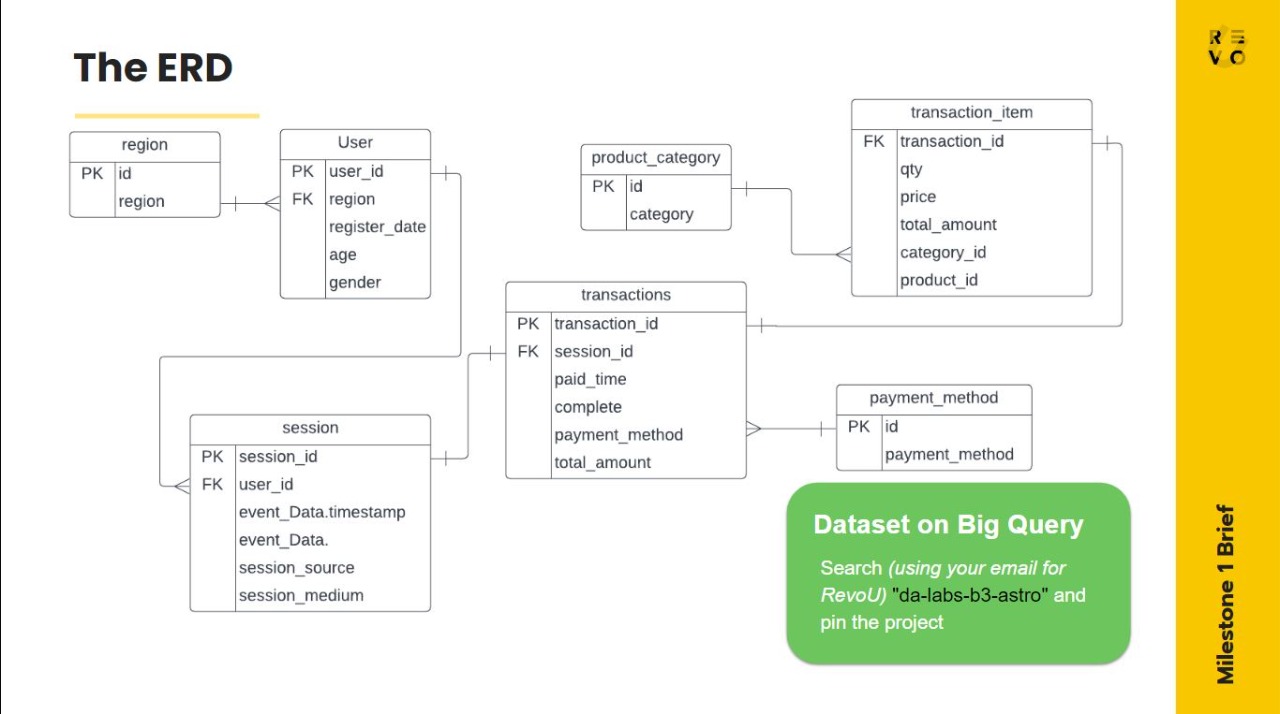 The ERD
region
PK id
region
User
PK user_id
FK region
register_date
age
gender
product_category
PK id
category
transaction_item
FK transaction_id
qty
price
total_amount
category_id
product_id
transactions
PK transaction_id
FK session_id
paid_time
complete
payment_method
total_amount
session
PK session_id
FK user_id
event_Data.timestamp
event_Data.
session_source
session_medium
payment_method
PK id
payment_method
Dataset on Big Query
Search (using your email for
RevoU) "da-labs-b3-astro" and
pin the project
RE
VO
Milestone 1 Brief